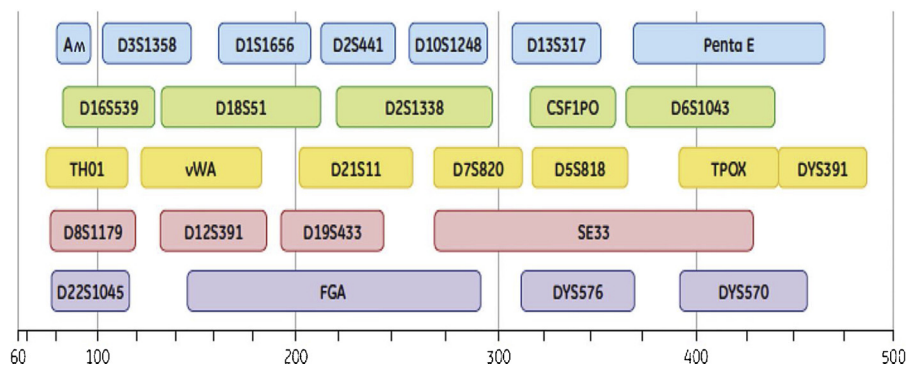 Am D3S1358 D1S1656 D2S441 D10S1248 D13S317 Penta E
D16S539 D18S51 D2S1338 CSF1PO D6S1043
TH01 vWA D21S11 D7S820 D5S818 TPOX DYS391
D8S1179 D12S391 D19S433 SE33
D22S1045 FGA DYS576 DYS570
60 100 200 300 400 500